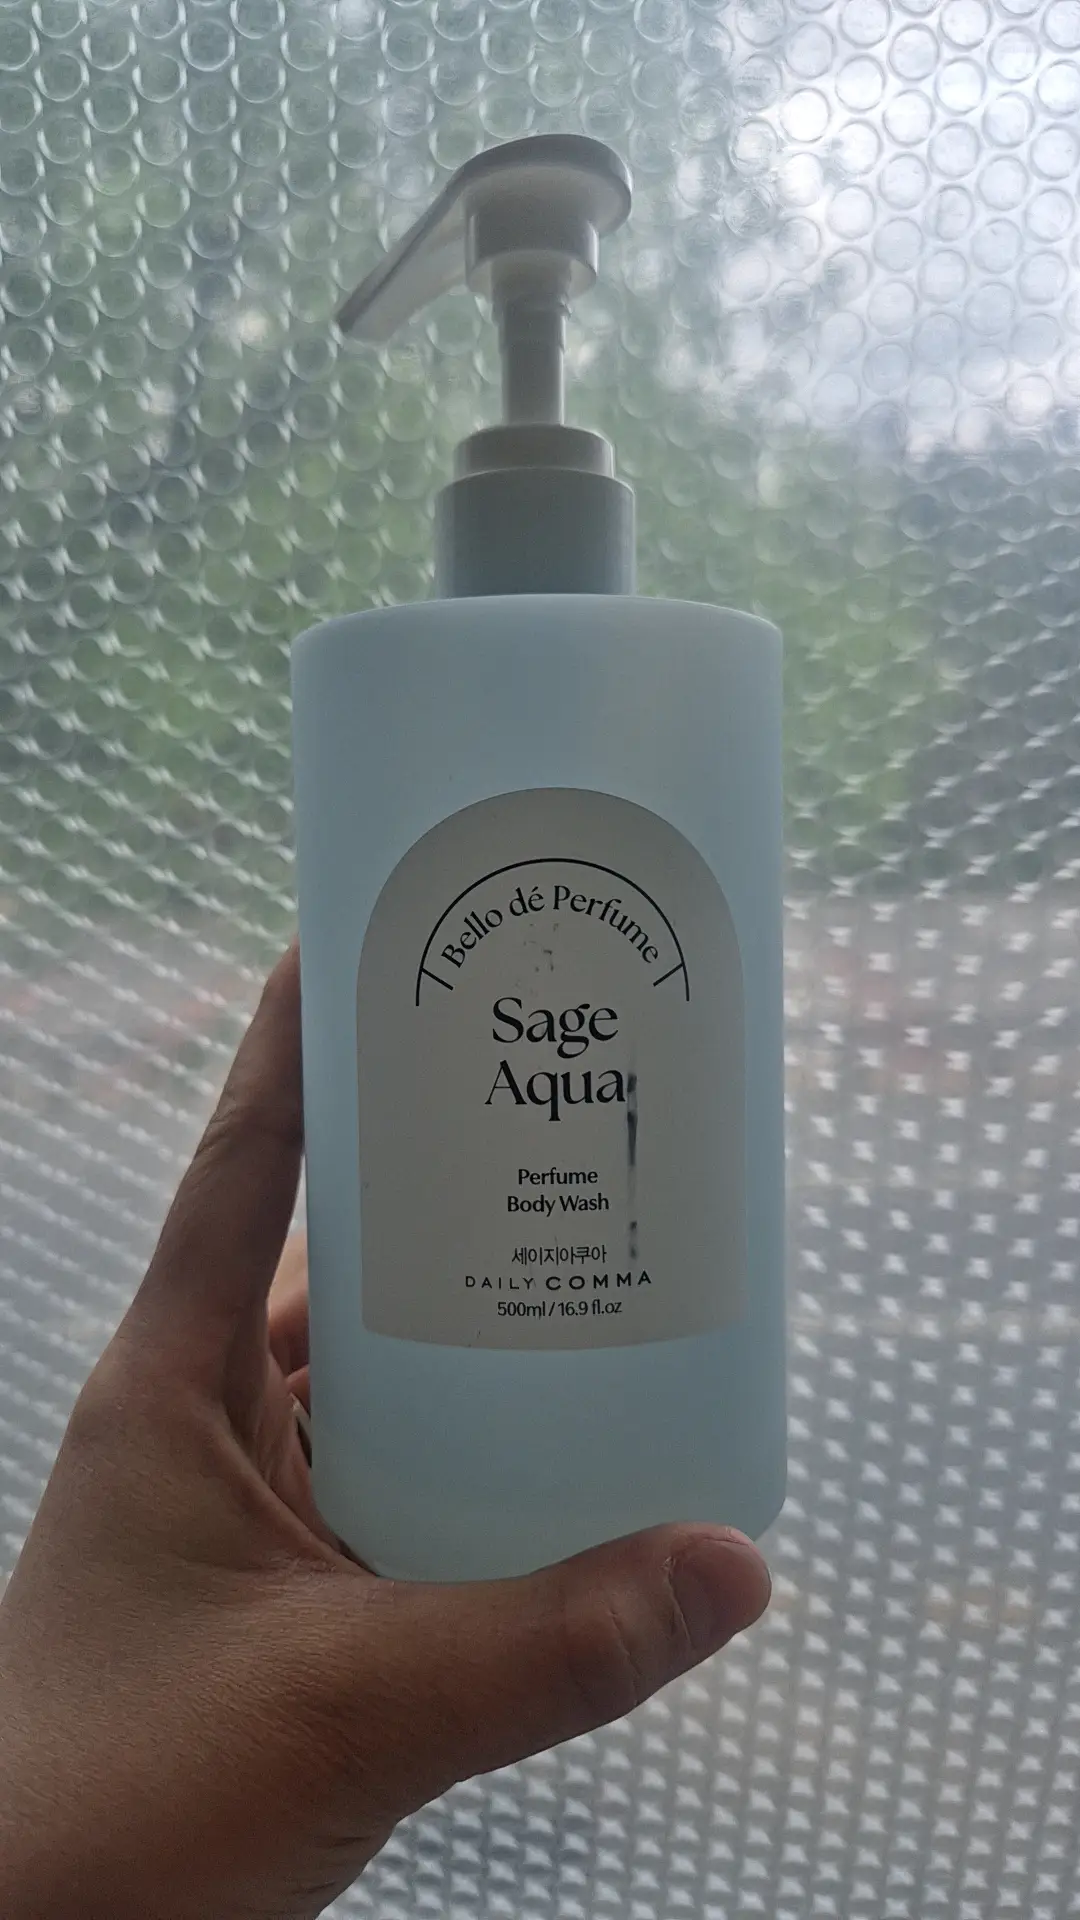 Bello dé Perfume
Sage
Aqua
Perfume
Body Wash
세이지아쿠아
DAILY COMMA
500ml / 16.9 fl.oz